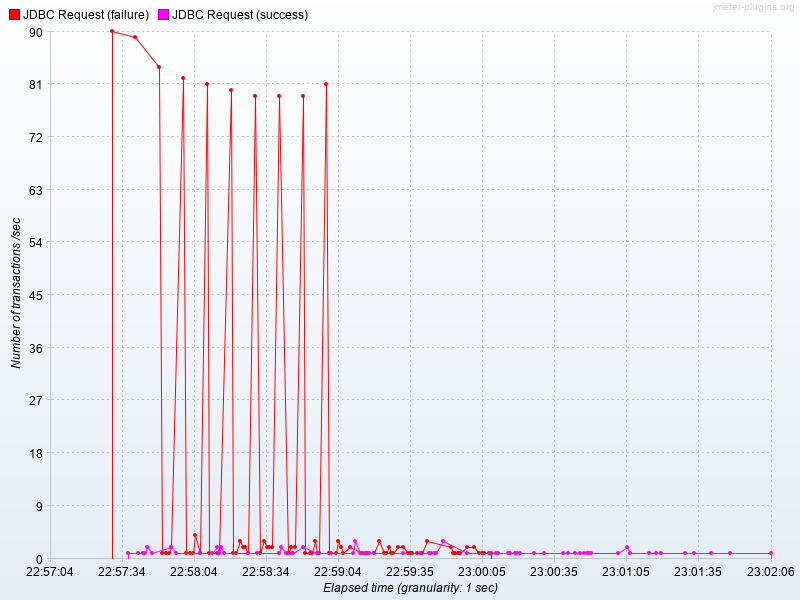 JDBC Request (failure) JDBC Request (success)
jmeter-plugins.org
90
81
72
63
54
45
36
27
18
9
0
Number of transactions /sec
22:57:04 22:57:34 22:58:04 22:58:34 22:59:04 22:59:35 23:00:05 23:00:35 23:01:05 23:01:35 23:02:06
Elapsed time (granularity: 1 sec)